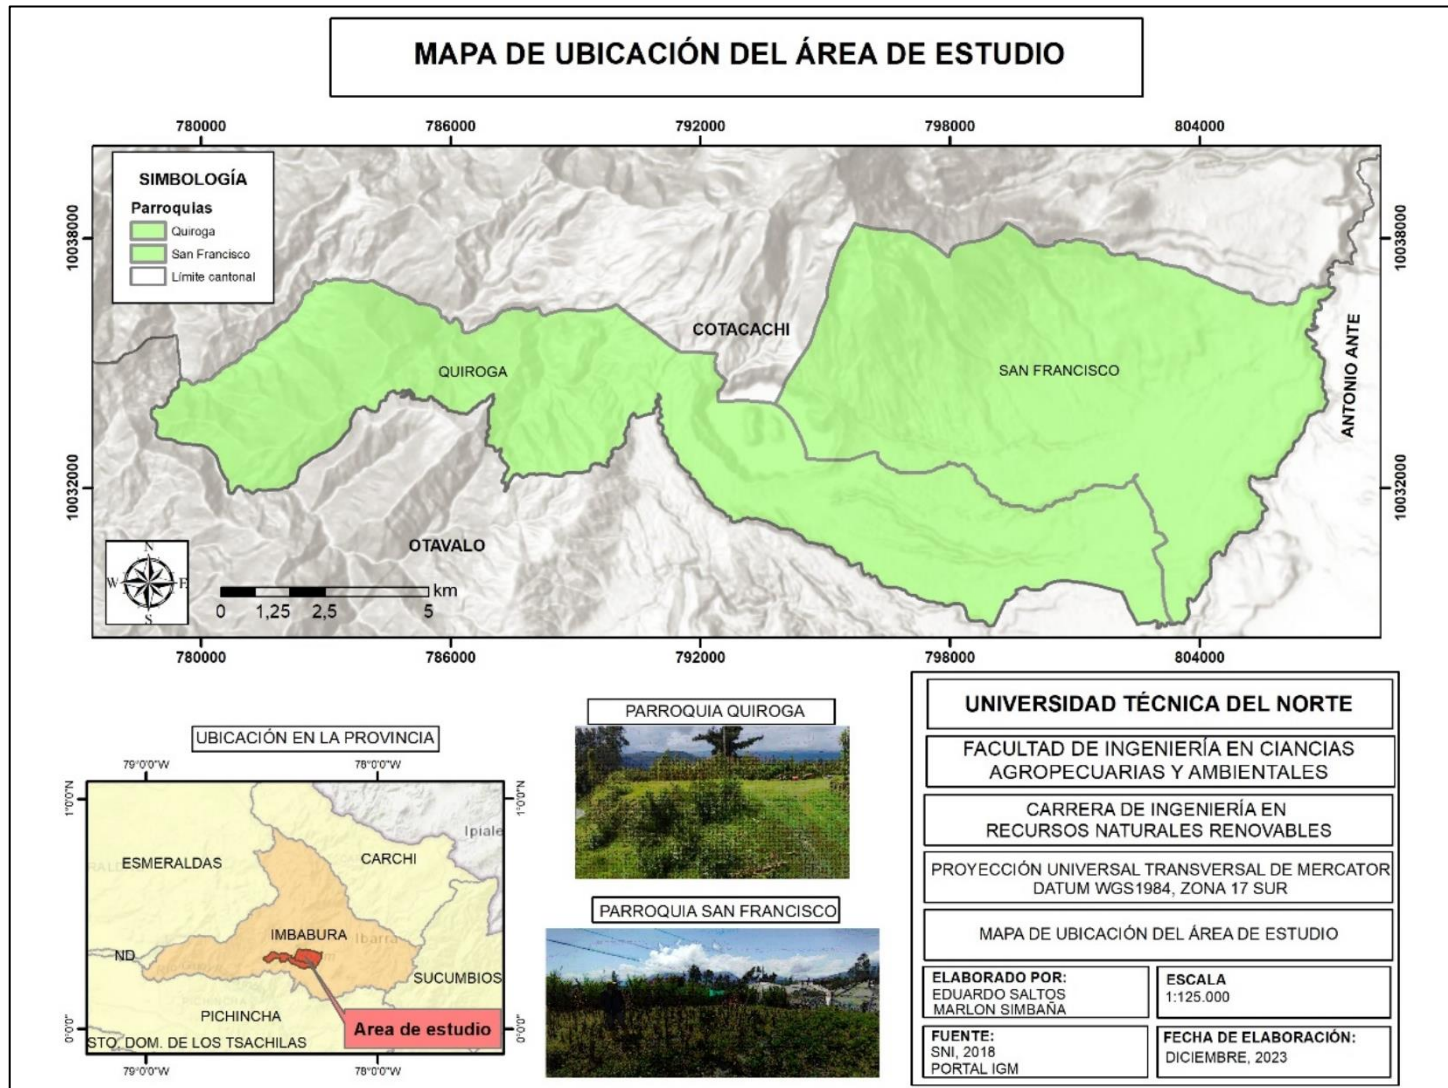 MAPA DE UBICACIÓN DEL ÁREA DE ESTUDIO
780000 786000 792000 798000 804000
SIMBOLOGÍA
Parroquias
Quiroga
San Francisco
Límite cantonal
10038000
10038000
COTACACHI
QUIROGA
SAN FRANCISCO
ANTONIO ANTE
10032000
10032000
OTAVALO
N
W E
S
km
0 1,25 2,5 5
780000 786000 792000 798000 804000
UBICACIÓN EN LA PROVINCIA
79°0'0"W 78°0'0"W
1°0'0"N
1°0'0"N
Ipiale
ESMERALDAS
CARCHI
IMBABURA
Ibarra
ND
SUCUMBIOS
PICHINCHA
PICHINCHA
Area de estudio
0°0'0"
0°0'0"
STO. DOM. DE LOS TSACHILAS
79°0'0"W 78°0'0"W
PARROQUIA QUIROGA
PARROQUIA SAN FRANCISCO
UNIVERSIDAD TÉCNICA DEL NORTE
FACULTAD DE INGENIERÍA EN CIANCIAS
AGROPECUARIAS Y AMBIENTALES
CARRERA DE INGENIERÍA EN
RECURSOS NATURALES RENOVABLES
PROYECCIÓN UNIVERSAL TRANSVERSAL DE MERCATOR
DATUM WGS1984, ZONA 17 SUR
MAPA DE UBICACIÓN DEL ÁREA DE ESTUDIO
ELABORADO POR:
EDUARDO SALTOS
MARLON SIMBAÑA
ESCALA
1:125.000
FUENTE:
SNI, 2018
PORTAL IGM
FECHA DE ELABORACIÓN:
DICIEMBRE, 2023